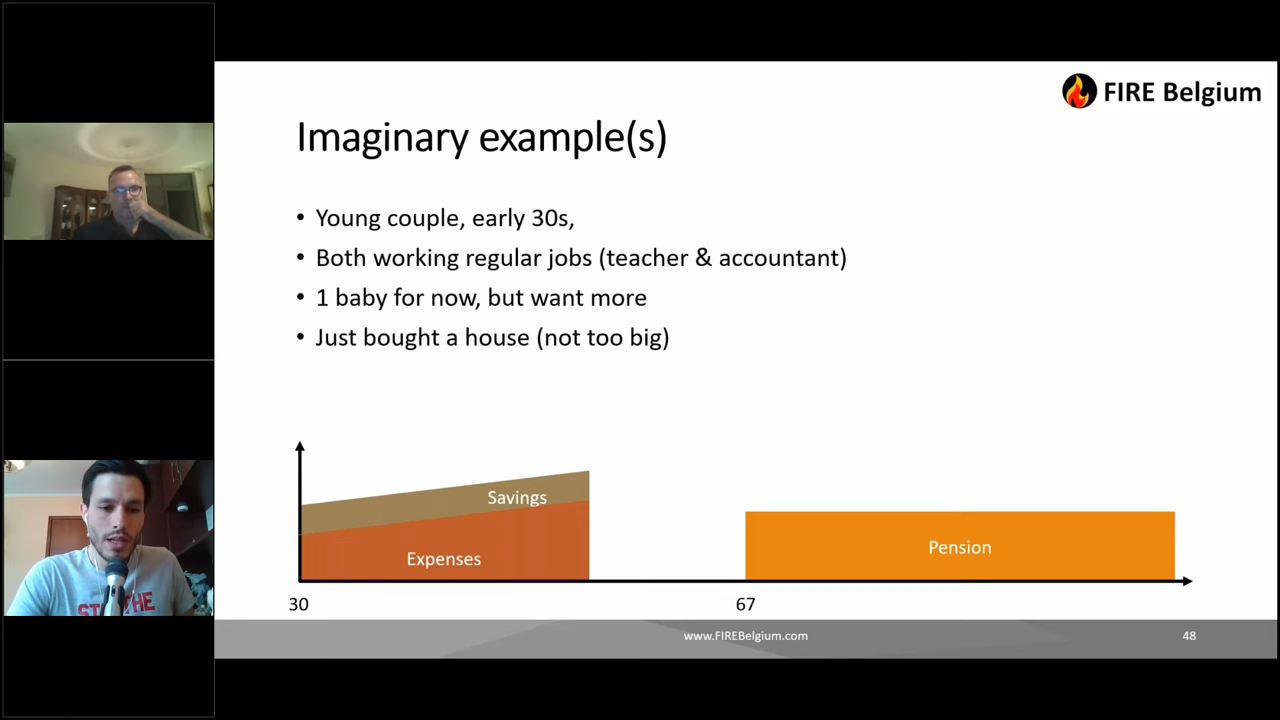 FIRE Belgium
Imaginary example(s)
• Young couple, early 30s,
• Both working regular jobs (teacher & accountant)
• 1 baby for now, but want more
• Just bought a house (not too big)
Savings
Expenses
Pension
30
67
www.FIREBelgium.com
48